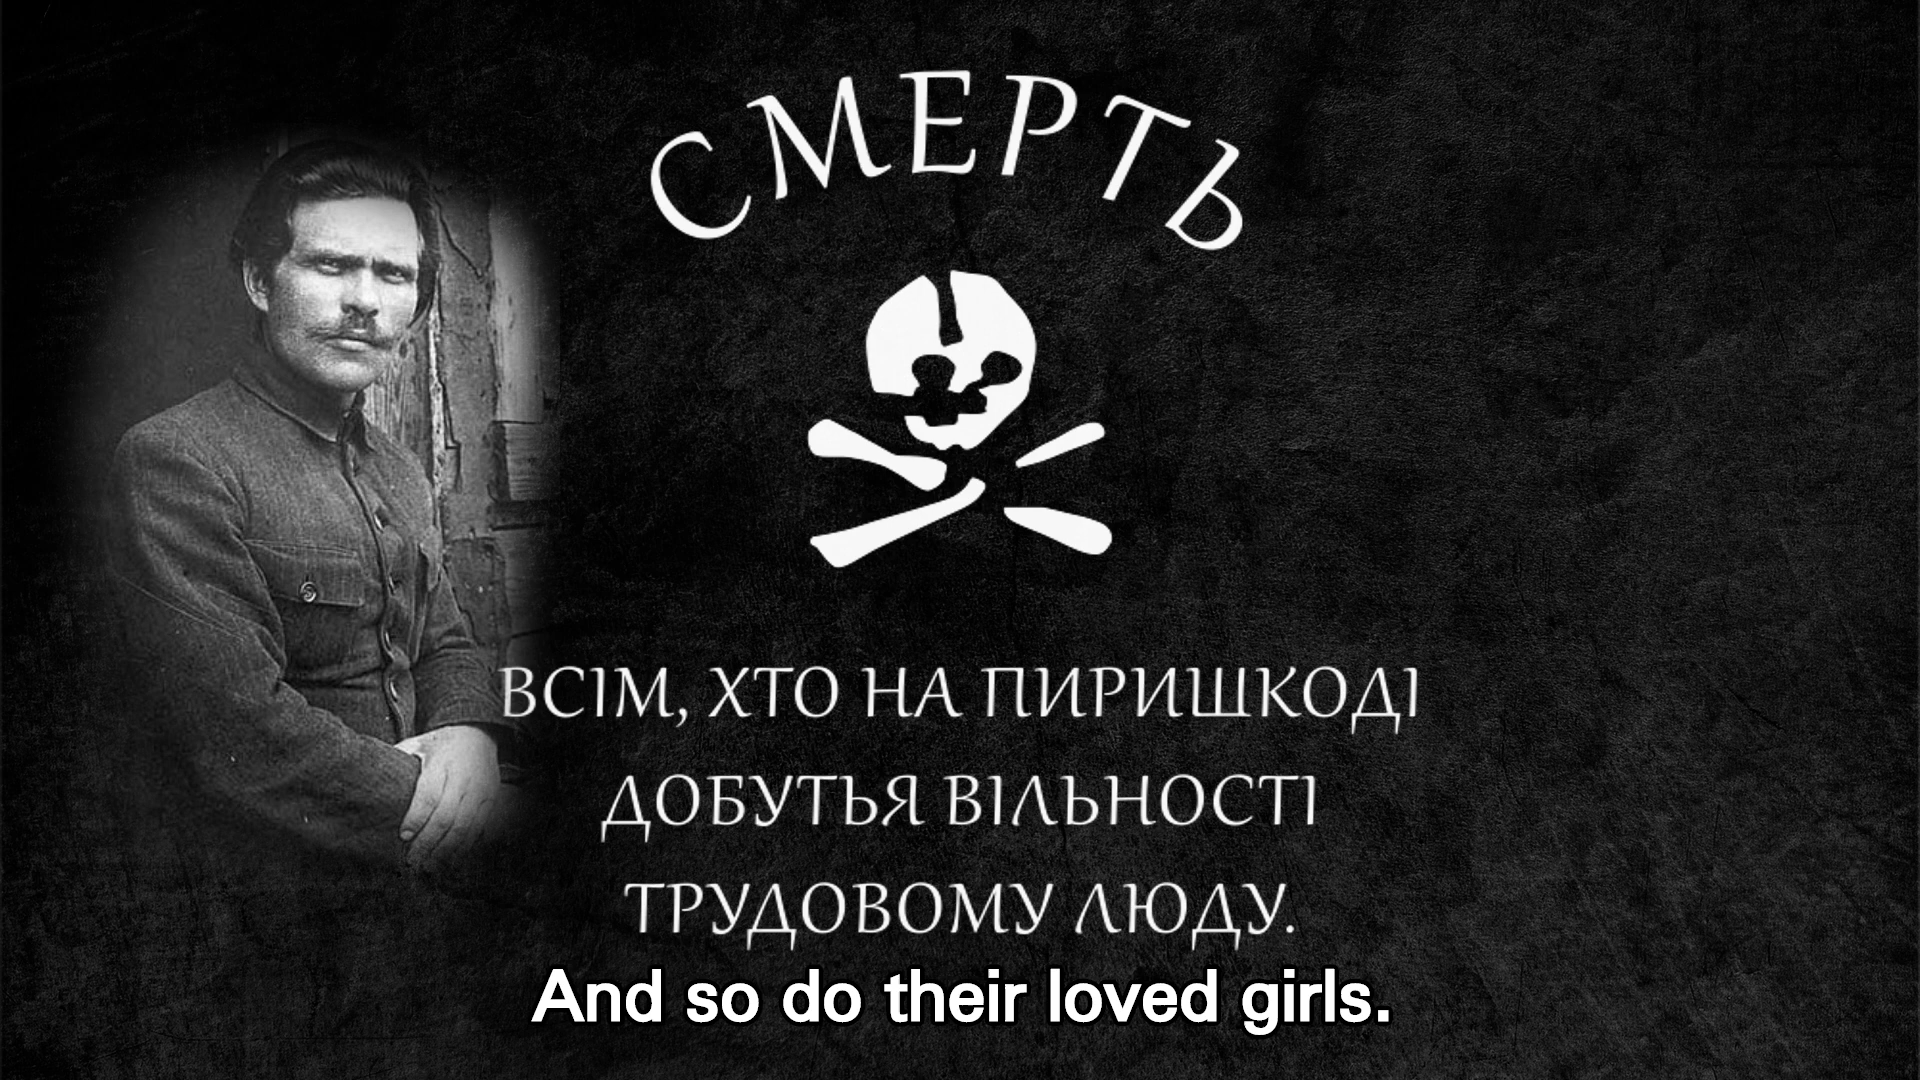 СМЕРТЬ
ВСІМ, ХТО НА ПИРИШКОДІ
ДОБУТЬЯ ВІЛЬНОСТІ
ТРУДОВОМУ ЛЮДУ.
And so do their loved girls.